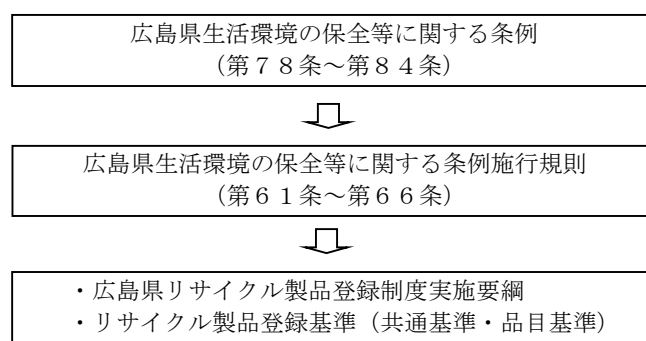 広島県生活環境の保全等に関する条例
（第７８条～第８４条）
広島県生活環境の保全等に関する条例施行規則
（第６１条～第６６条）
・広島県リサイクル製品登録制度実施要綱
・リサイクル製品登録基準（共通基準・品目基準）